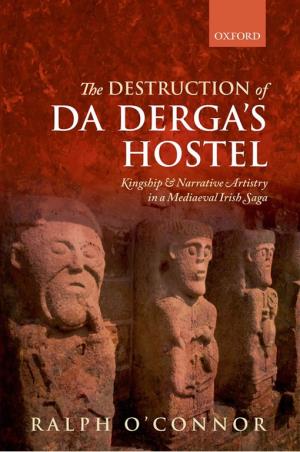 OXFORD
The DESTRUCTION of
DA DERGA'S
HOSTEL
Kingship & Narrative Artistry
in a Mediaeval Irish Saga
RALPH O'CONNOR